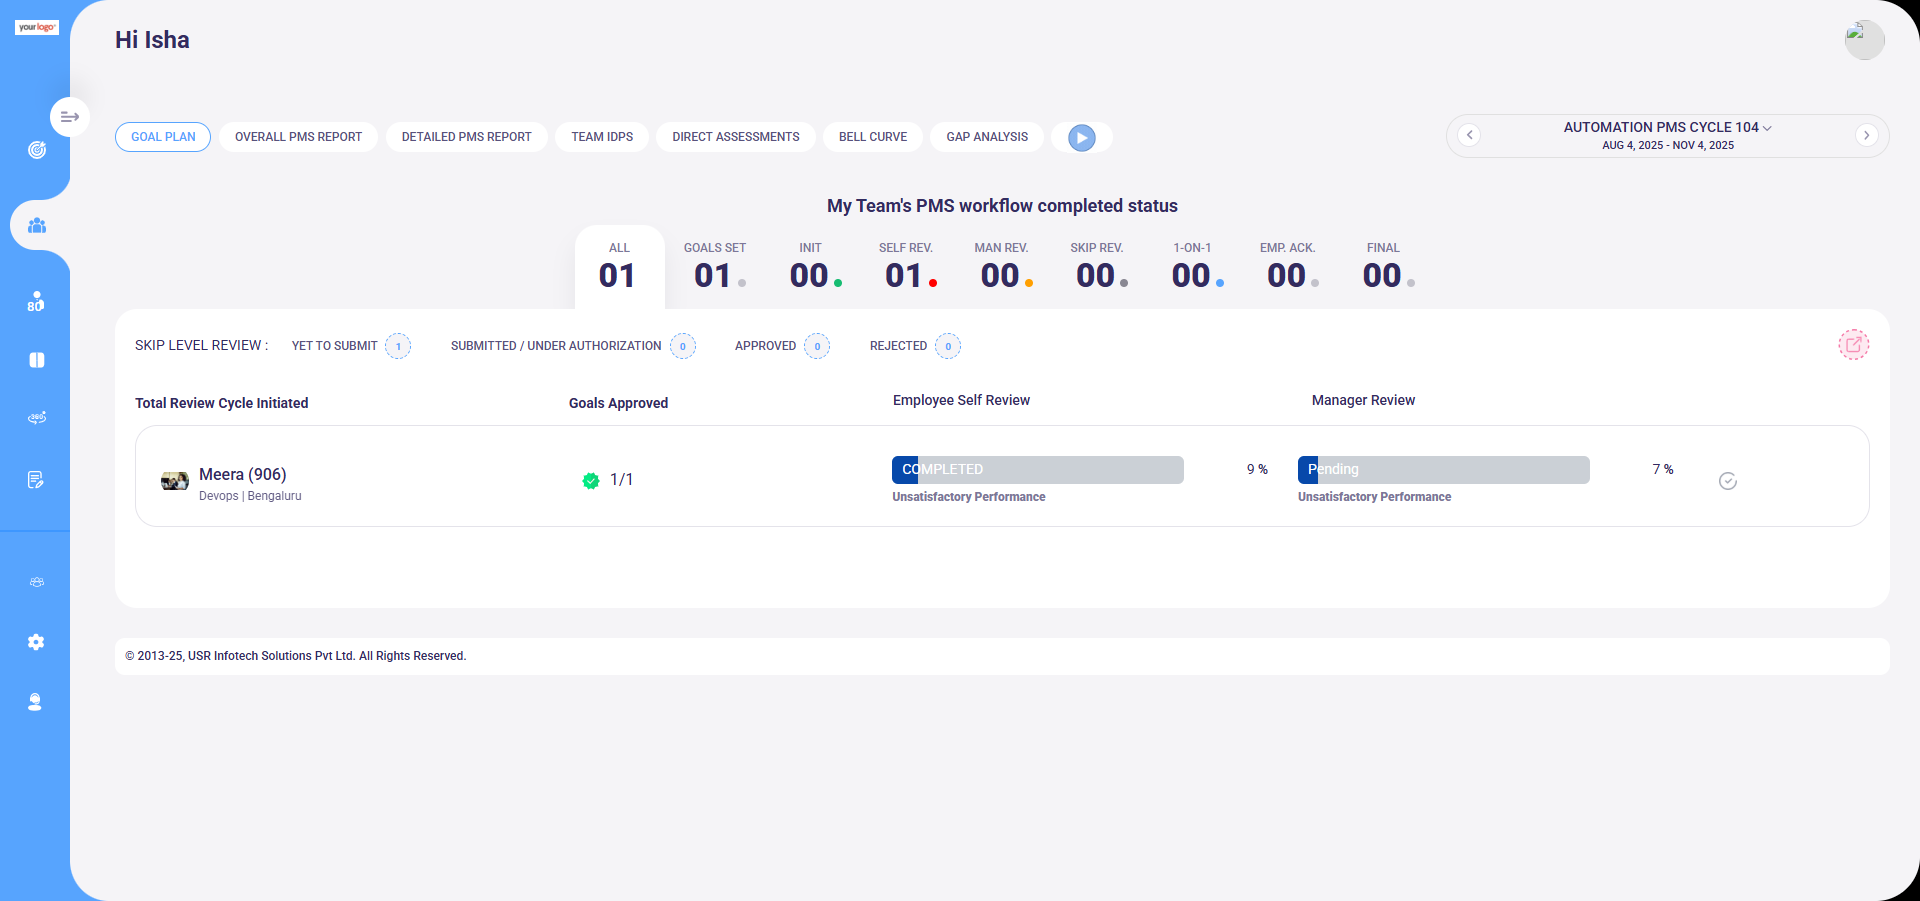 your logo
Hi Isha
GOAL PLAN
OVERALL PMS REPORT
DETAILED PMS REPORT
TEAM IDPS
DIRECT ASSESSMENTS
BELL CURVE
GAP ANALYSIS
AUTOMATION PMS CYCLE 104
AUG 4, 2025 - NOV 4, 2025
My Team's PMS workflow completed status
ALL
01
GOALS SET
01
INIT
00
SELF REV.
01
MAN REV.
00
SKIP REV.
00
1-ON-1
00
EMP. ACK.
00
FINAL
00
80
360
SKIP LEVEL REVIEW :
YET TO SUBMIT 1
SUBMITTED / UNDER AUTHORIZATION 0
APPROVED 0
REJECTED 0
Total Review Cycle Initiated
Goals Approved
Employee Self Review
Manager Review
Meera (906)
Devops | Bengaluru
1/1
COMPLETED
9 %
Unsatisfactory Performance
Pending
7 %
Unsatisfactory Performance
© 2013-25, USR Infotech Solutions Pvt Ltd. All Rights Reserved.